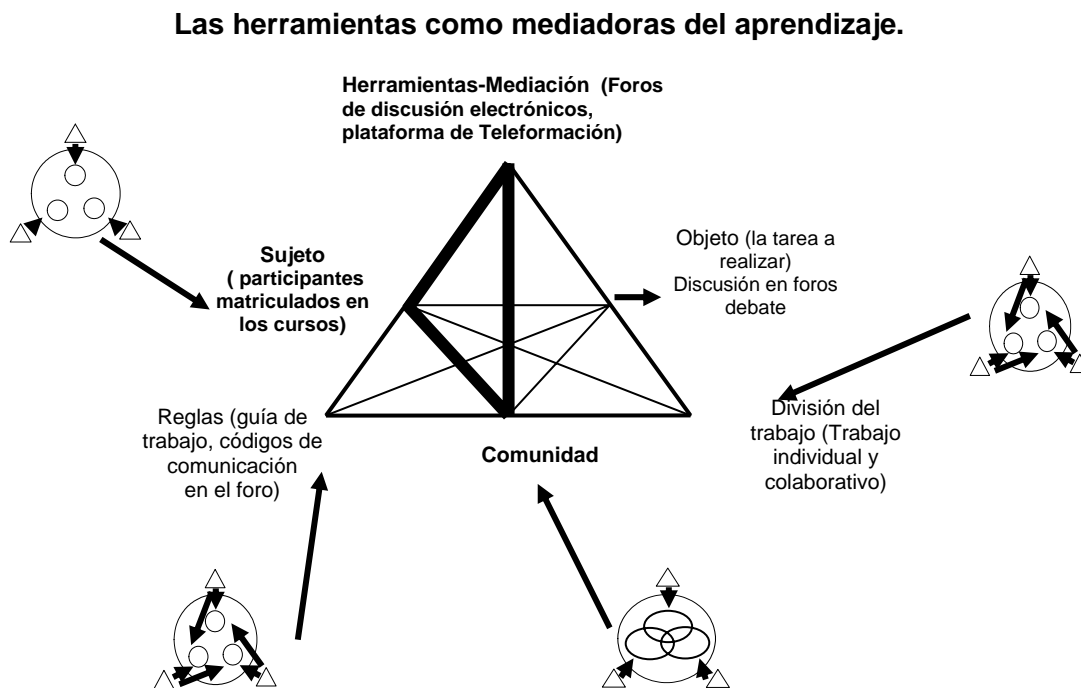 Las herramientas como mediadoras del aprendizaje.
Herramientas-Mediación (Foros
de discusión electrónicos,
plataforma de Teleformación)
Sujeto
( participantes
matriculados en
los cursos)
Objeto (la tarea a
realizar)
Discusión en foros
debate
Reglas (guía de
trabajo, códigos de
comunicación
en el foro)
Comunidad
División del
trabajo (Trabajo
individual y
colaborativo)